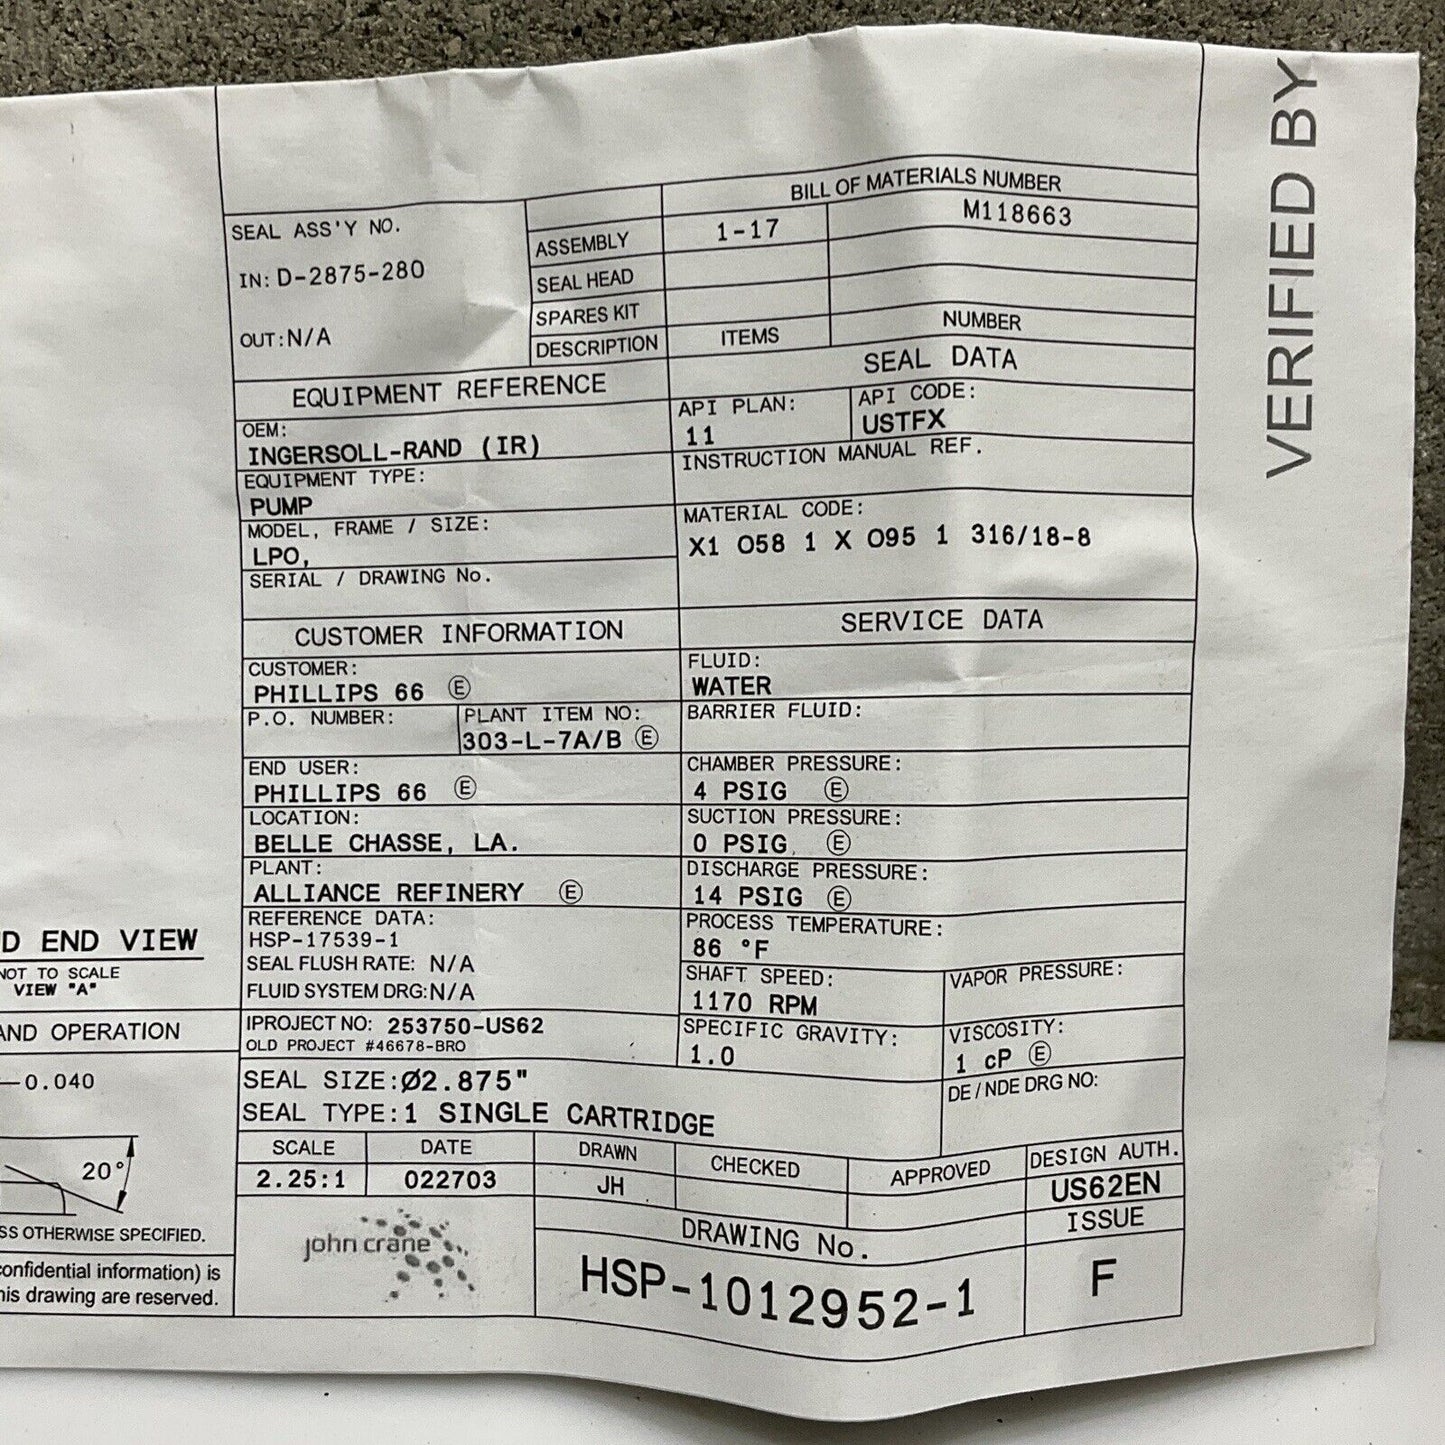 VERIFIED BY
BILL OF MATERIALS NUMBER
SEAL ASS'Y NO.
IN: D-2875-280
OUT: N/A
ASSEMBLY 1-17 M118663
SEAL HEAD
SPARES KIT
DESCRIPTION ITEMS NUMBER
EQUIPMENT REFERENCE
OEM:
INGERSOLL-RAND (IR)
EQUIPMENT TYPE:
PUMP
MODEL, FRAME / SIZE:
LPO,
SERIAL / DRAWING No.
SEAL DATA
API PLAN: API CODE:
11 USTFX
INSTRUCTION MANUAL REF.
MATERIAL CODE:
X1 O58 1 X O95 1 316/18-8
CUSTOMER INFORMATION
CUSTOMER:
PHILLIPS 66 E
P.O. NUMBER: PLANT ITEM NO:
303-L-7A/B E
END USER:
PHILLIPS 66 E
LOCATION:
BELLE CHASSE, LA.
PLANT:
ALLIANCE REFINERY E
REFERENCE DATA:
HSP-17539-1
SEAL FLUSH RATE: N/A
FLUID SYSTEM DRG: N/A
IPROJECT NO: 253750-US62
OLD PROJECT #46678-BRO
SERVICE DATA
FLUID:
WATER
BARRIER FLUID:
CHAMBER PRESSURE:
4 PSIG E
SUCTION PRESSURE:
0 PSIG E
DISCHARGE PRESSURE:
14 PSIG E
PROCESS TEMPERATURE:
86 °F
SHAFT SPEED: VAPOR PRESSURE:
1170 RPM
SPECIFIC GRAVITY: VISCOSITY:
1.0 1 cP E
DE / NDE DRG NO:
SEAL SIZE: Ø2.875"
SEAL TYPE: 1 SINGLE CARTRIDGE
SCALE DATE DRAWN CHECKED APPROVED DESIGN AUTH.
2.25:1 022703 JH US62EN
john crane
DRAWING No. ISSUE
HSP-1012952-1 F
D END VIEW
NOT TO SCALE
VIEW "A"
AND OPERATION
0.040
20°
SS OTHERWISE SPECIFIED.
onfidential information) is
his drawing are reserved.